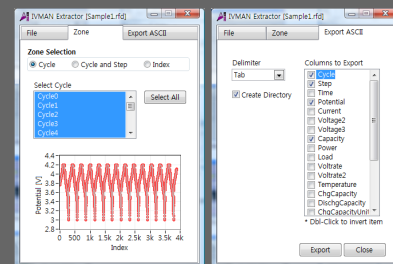 IVMAN Extractor [Sample1.rfd]
File Zone Export ASCII
Zone Selection
Cycle Cycle and Step Index
Select Cycle
Cycle0
Cycle1
Cycle2
Cycle3
Cycle4
Select All
Potential [V]
4.4
4.2
4
3.8
3.6
3.4
3.2
3
2.8
0 500 1k 1.5k 2k 2.5k 3k 3.5k 4k
Index
IVMAN Extractor [Sample1.rfd]
File Zone Export ASCII
Delimiter
Tab
Create Directory
Columns to Export
Cycle
Step
Time
Potential
Current
Voltage2
Voltage3
Capacity
Power
Load
Voltrate
Voltrate2
Temperature
ChgCapacity
DischgCapacity
ChgCapacityUnit
* Dbl-Click to invert item
Export Close